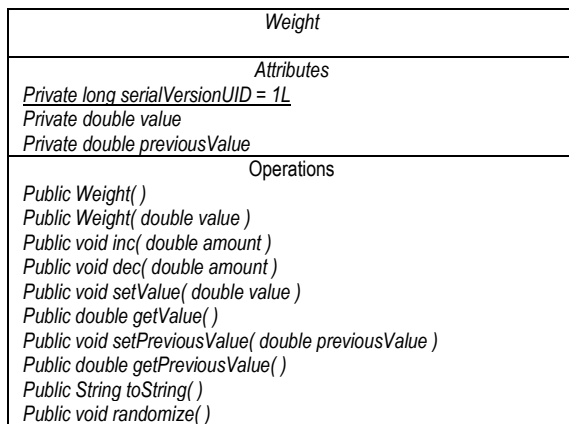 Weight
Attributes
Private long serialVersionUID = 1L
Private double value
Private double previousValue
Operations
Public Weight( )
Public Weight( double value )
Public void inc( double amount )
Public void dec( double amount )
Public void setValue( double value )
Public double getValue( )
Public void setPreviousValue( double previousValue )
Public double getPreviousValue( )
Public String toString( )
Public void randomize( )